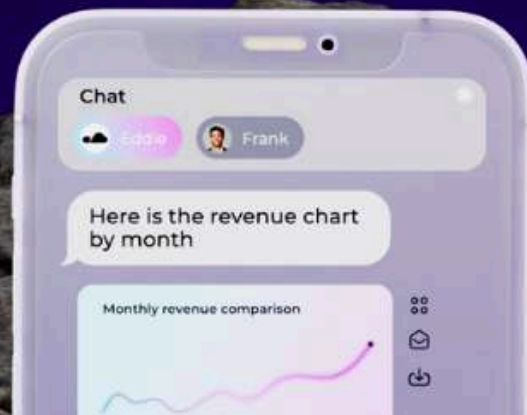 Chat
Eddie
Frank
Here is the revenue chart
by month
Monthly revenue comparison